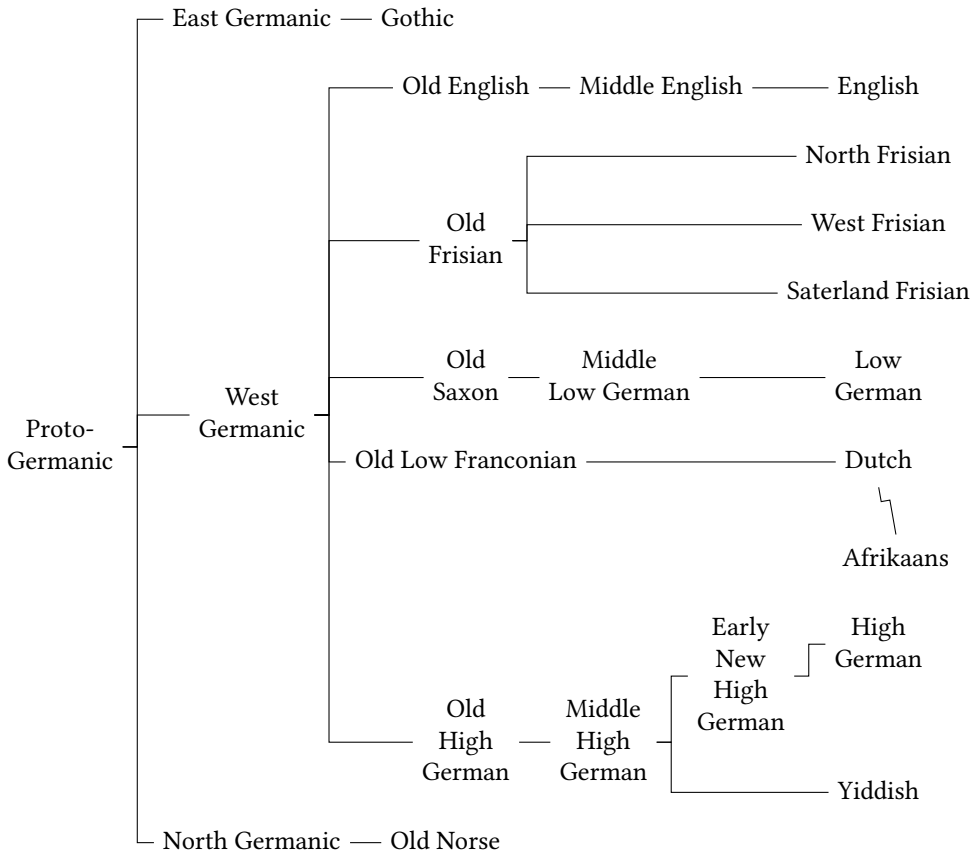 East Germanic
Gothic
Old English
Middle English
English
North Frisian
Old
Frisian
West Frisian
Saterland Frisian
Old
Saxon
Middle
Low German
Low
German
West
Germanic
Proto-
Germanic
Old Low Franconian
Dutch
Afrikaans
Early
New
High
German
High
German
Old
High
German
Middle
High
German
Yiddish
North Germanic
Old Norse